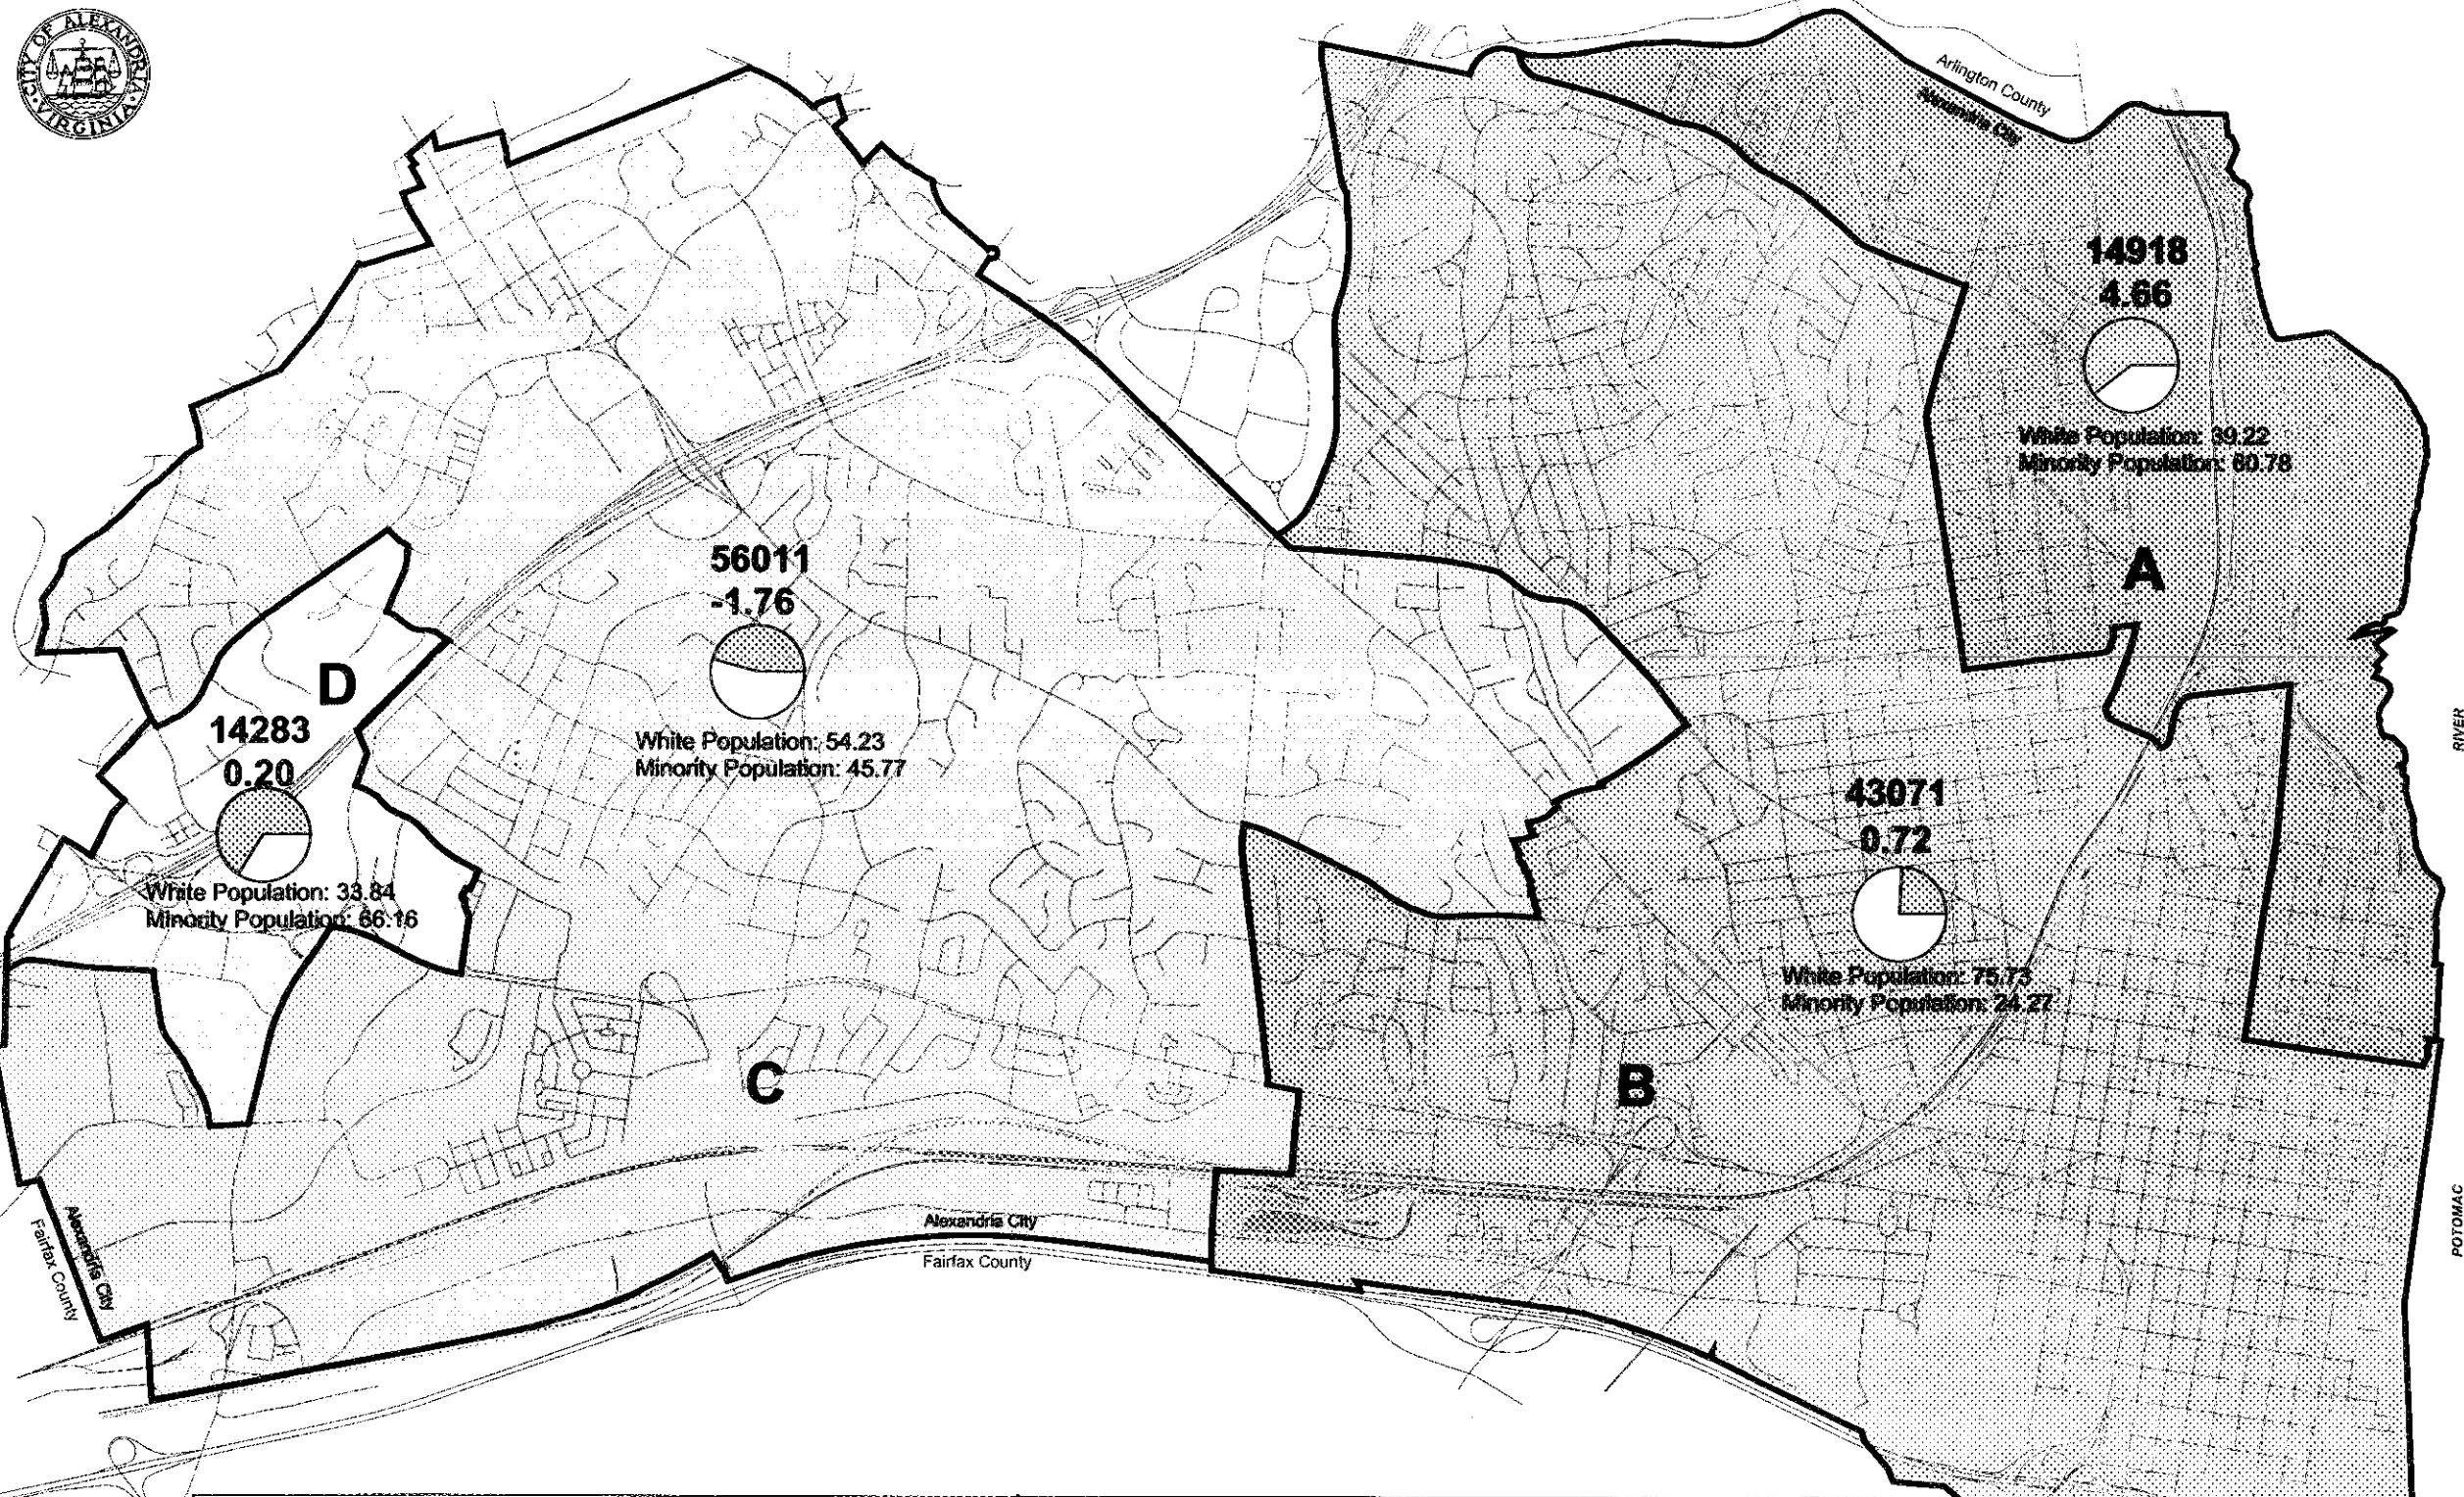 CITY OF ALEXANDRIA
VIRGINIA
Arlington County
Alexandria City
14918
4.66
White Population: 39.22
Minority Population: 60.78
A
56011
-1.76
White Population: 54.23
Minority Population: 45.77
D
14283
0.20
White Population: 33.84
Minority Population: 66.16
RIVER
43071
0.72
White Population: 75.73
Minority Population: 24.27
C
B
Alexandria City
Fairfax County
Alexandria City
Fairfax County
POTOMAC